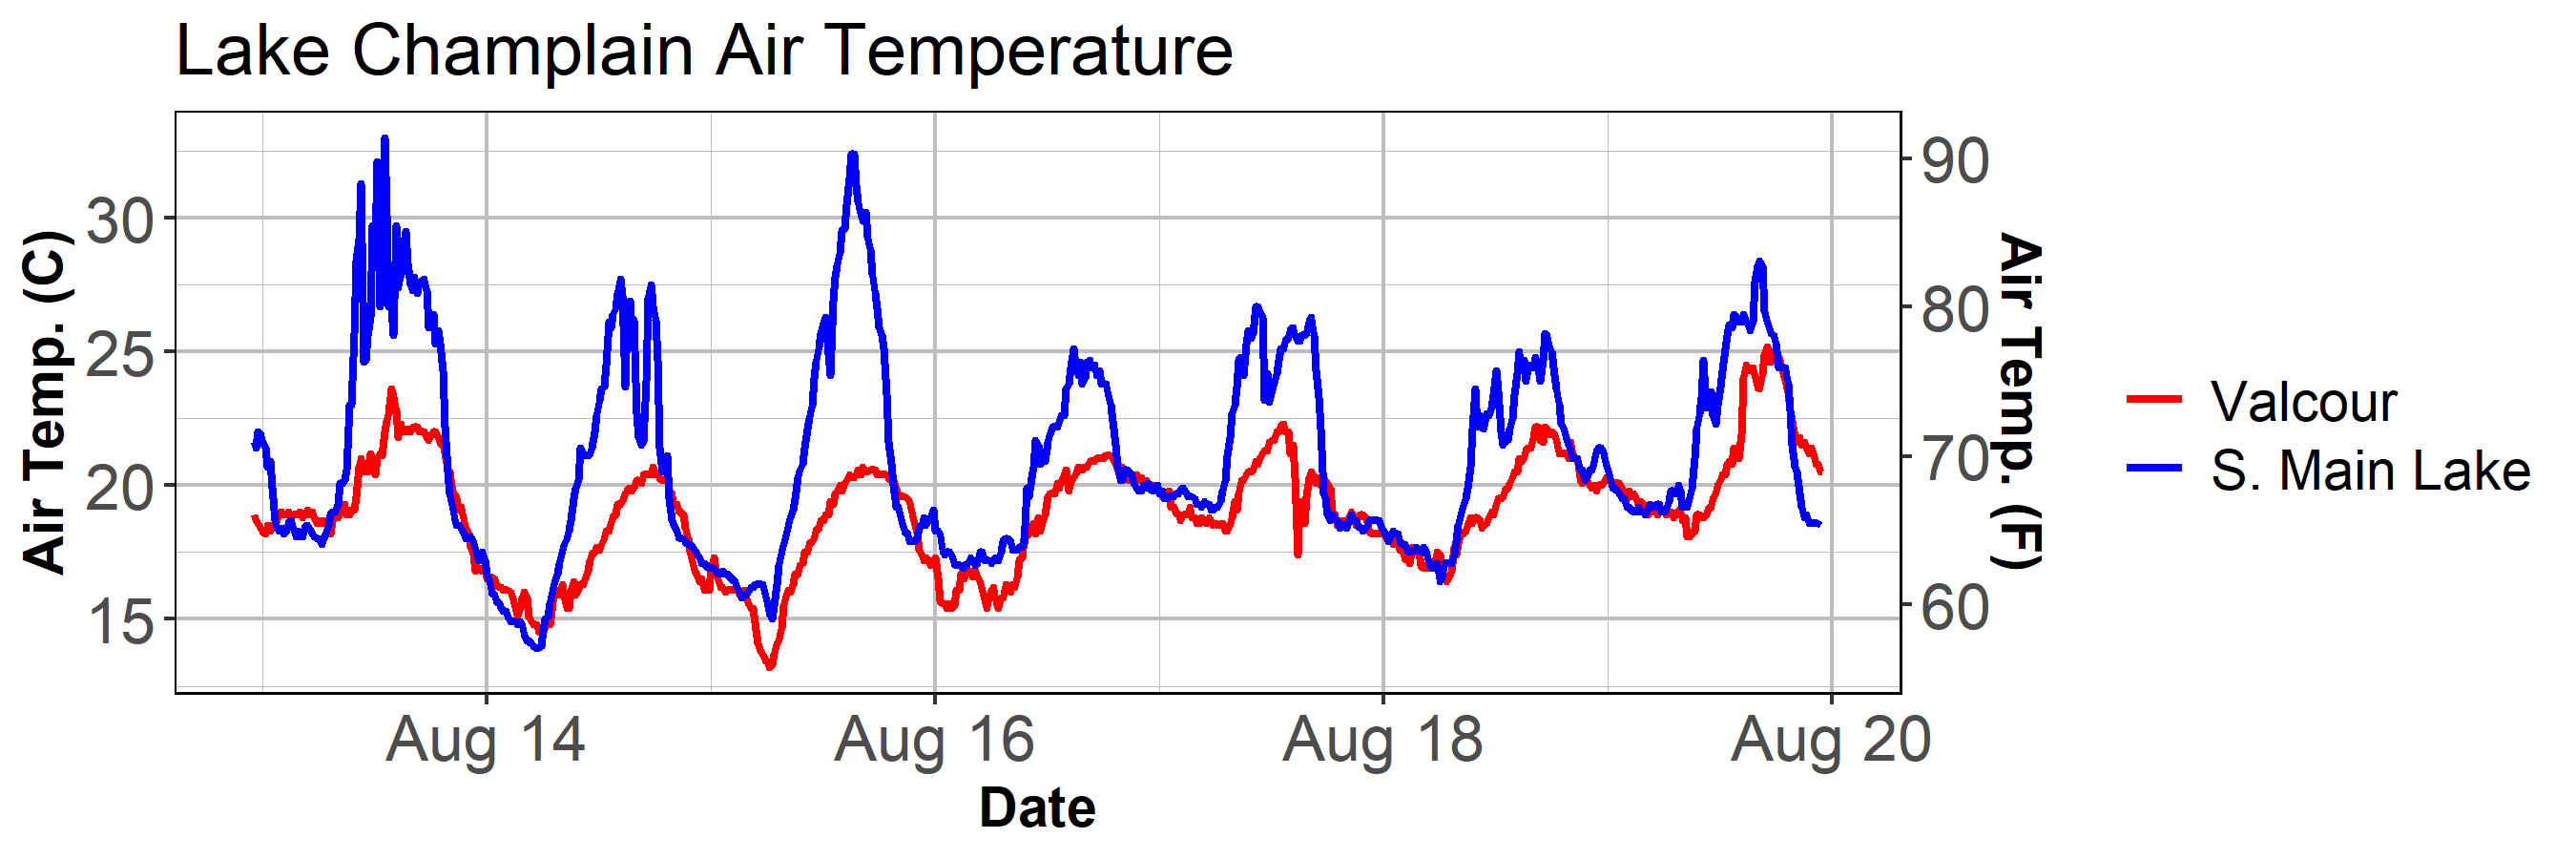 Lake Champlain Air Temperature
Air Temp. (C)
30
25
20
15
90
80
70
60
Air Temp. (F)
Aug 14
Aug 16
Aug 18
Aug 20
Date
Valcour
S. Main Lake